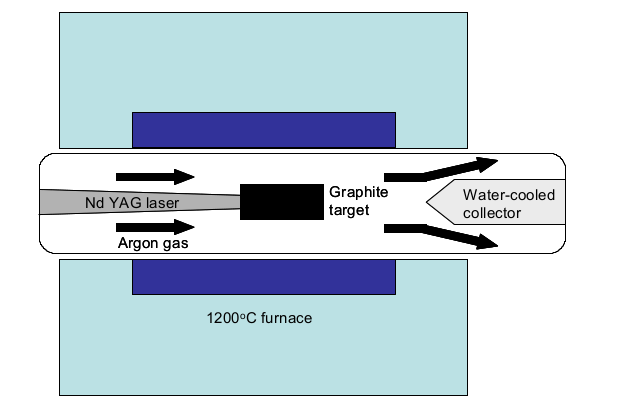 Graphite
target
Nd YAG laser
Water-cooled
collector
Argon gas
1200°C furnace